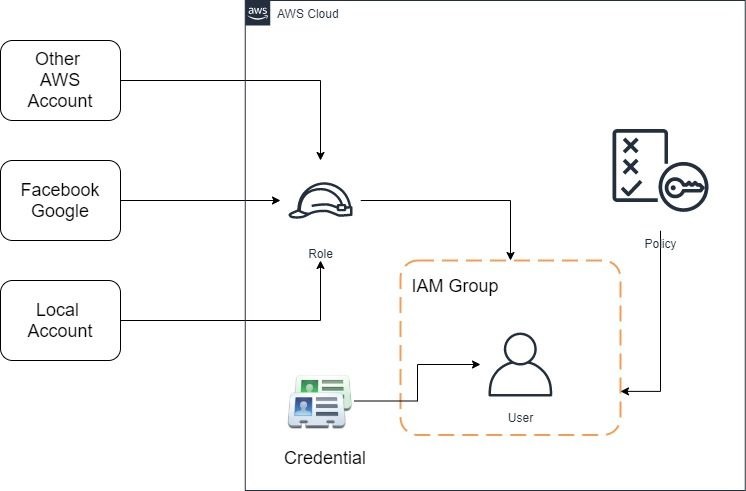 aws
AWS Cloud
Other
AWS
Account
Facebook
Google
Role
Policy
Local
Account
IAM Group
User
Credential